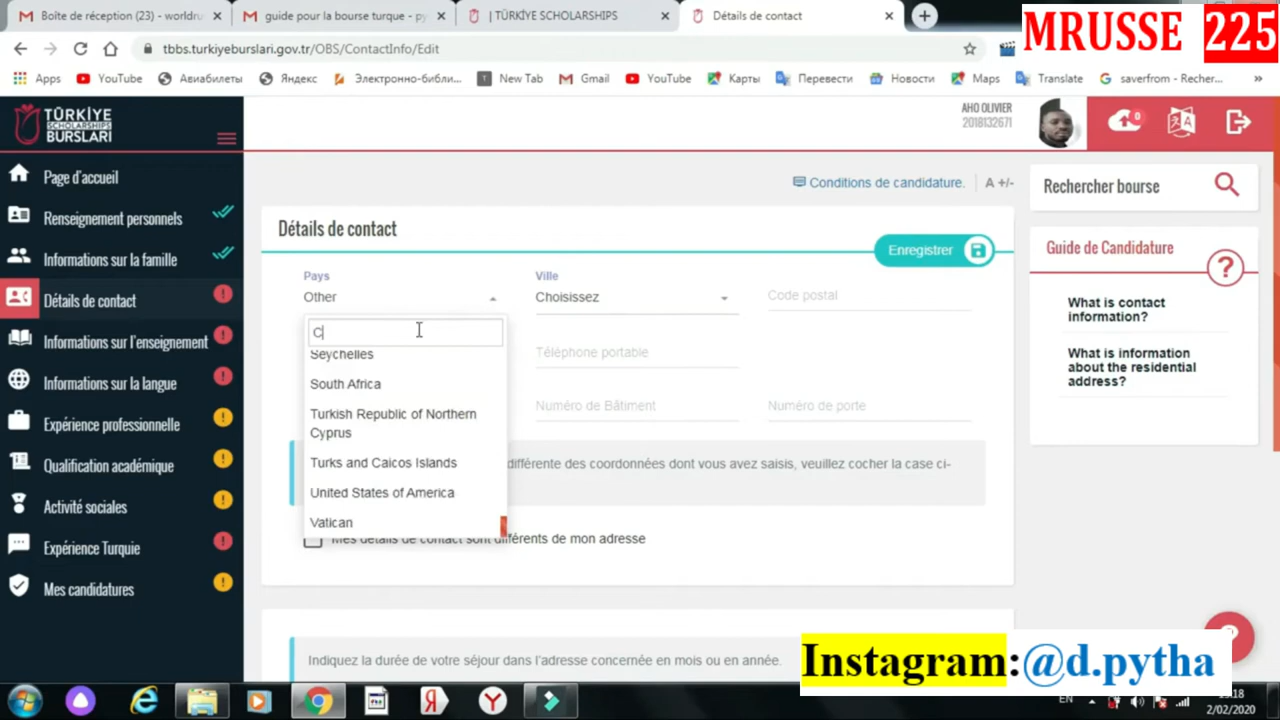 Boîte de réception (23) - worldru
guide pour la bourse turque - py
| TÜRKİYE SCHOLARSHIPS
Détails de contact
MRUSSE 225
tbbs.turkiyeburslari.gov.tr/OBS/ContactInfo/Edit
Apps
YouTube
Авиабилеты
Яндекс
Электронно-библи...
New Tab
Gmail
YouTube
Карты
Перевести
Новости
Maps
Translate
saverfrom - Recher...
»
TÜRKİYE
SCHOLARSHIPS
BURSLARI
AHO OLIVIER
2018132671
0
Page d'accueil
Renseignement personnels
Informations sur la famille
Détails de contact
Informations sur l'enseignement
Informations sur la langue
Expérience professionnelle
Qualification académique
Activité sociales
Expérience Turquie
Mes candidatures
Conditions de candidature.
A +/-
Détails de contact
Enregistrer
Pays
Other
Ville
Choisissez
Code postal
C
Seychelles
South Africa
Turkish Republic of Northern
Cyprus
Turks and Caicos Islands
United States of America
Vatican
Téléphone portable
Numéro de Bâtiment
Numéro de porte
différente des coordonnées dont vous avez saisis, veuillez cocher la case ci-
Mes détails de contact sont différents de mon adresse
Indiquez la durée de votre séjour dans l'adresse concernée en mois ou en année.
Rechercher bourse
Guide de Candidature
?
What is contact
information?
What is information
about the residential
address?
Instagram:@d.pytha
EN
2/02/2020